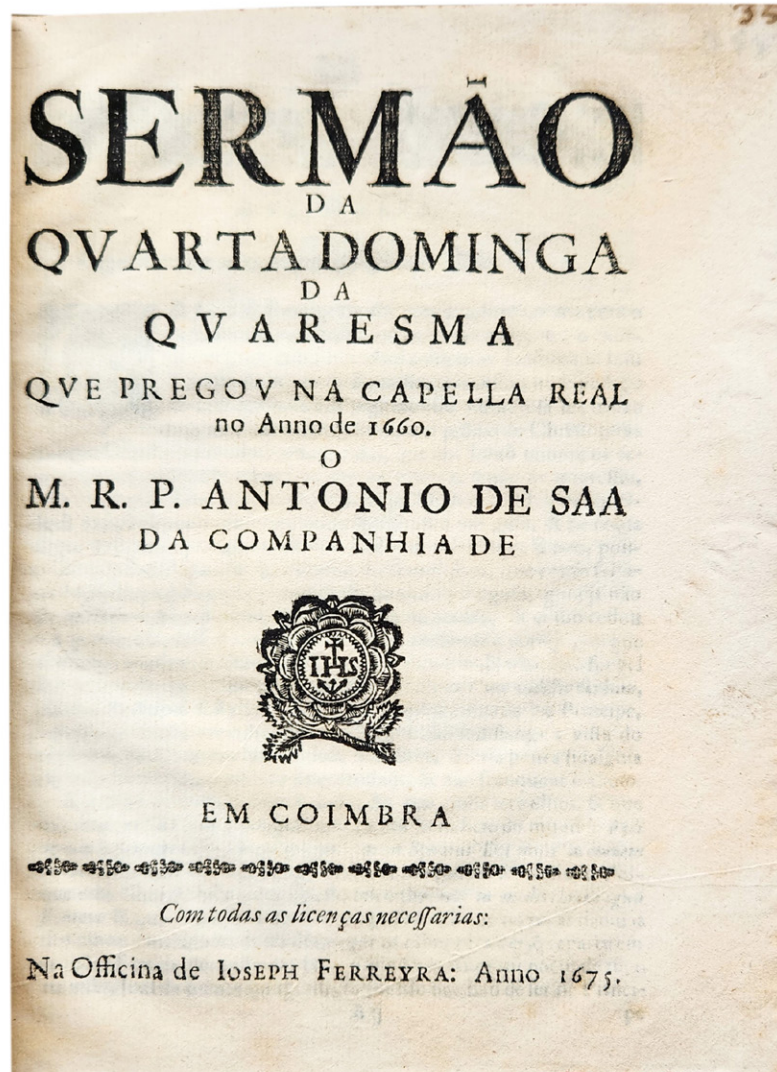 35
SERMÃO
DA
QVARTA DOMINGA
DA
QVARESMA
QVE PREGOV NA CAPELLA REAL
no Anno de 1660.
O
M. R. P. ANTONIO DE SAA
DA COMPANHIA DE
IHS
EM COIMBRA
Com todas as licenças neceſſarias:
Na Officina de IOSEPH FERREYRA: Anno 1675.